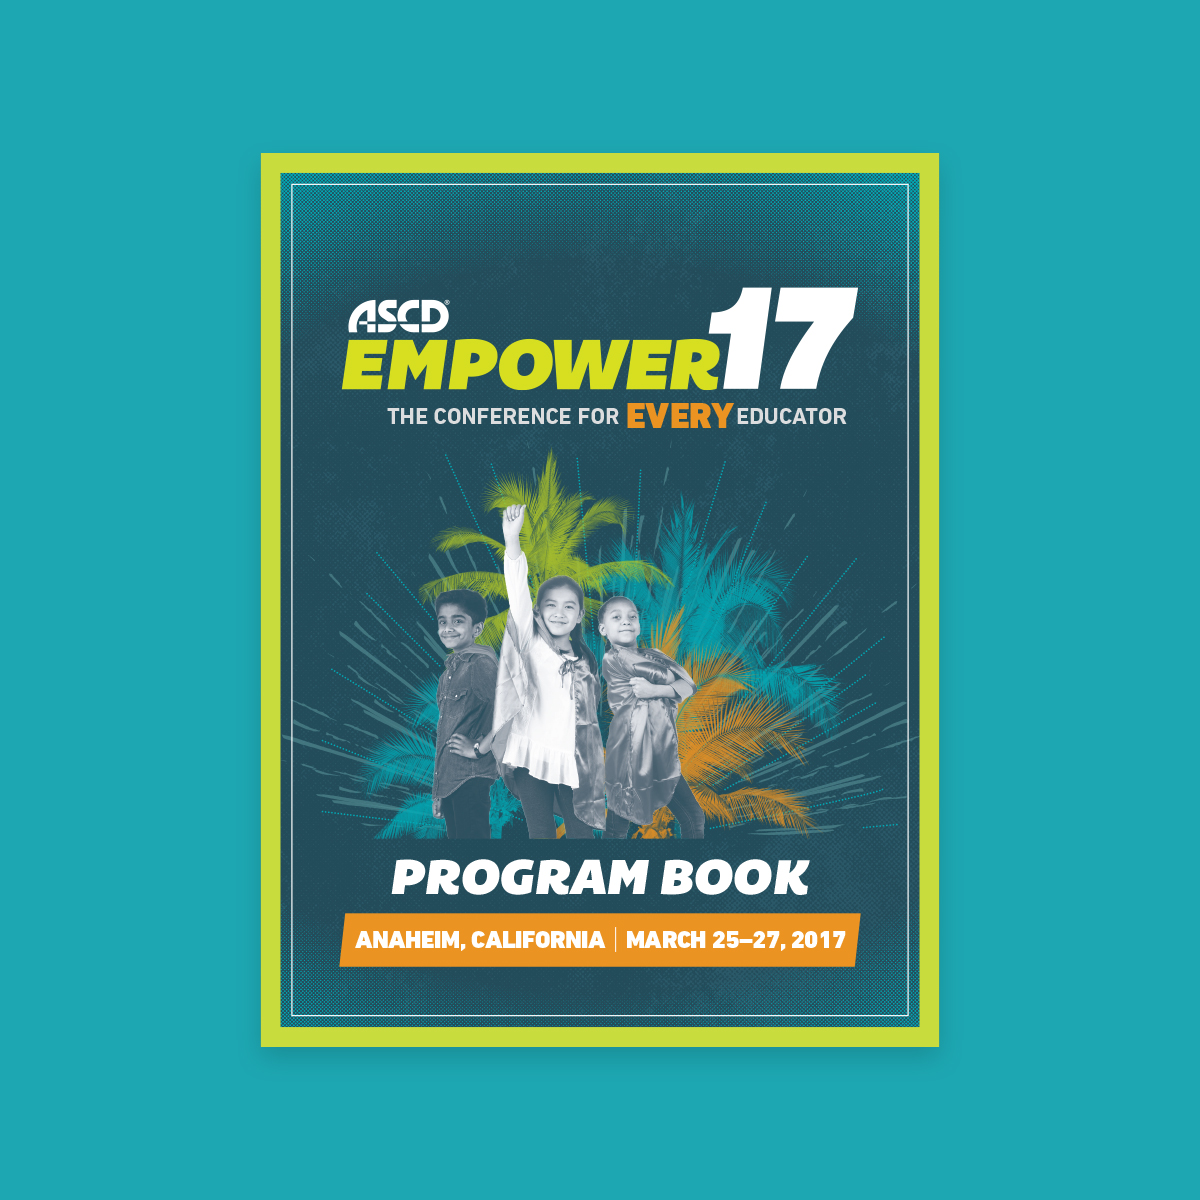 ASCD®
EMPOWER17
THE CONFERENCE FOR EVERY EDUCATOR
PROGRAM BOOK
ANAHEIM, CALIFORNIA | MARCH 25–27, 2017